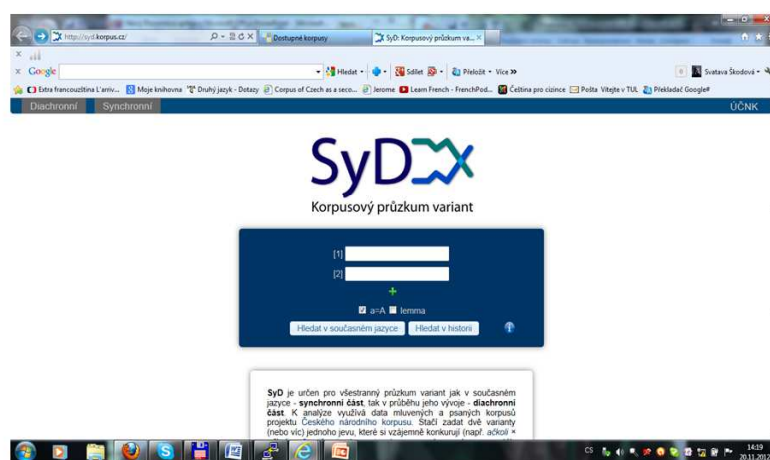 http://syd.korpus.cz/
Dostupné korpusy
SyD: Korpusový průzkum va...
Google
Hledat
Sdílet
Přeložit
Více »
Svatava Škodová
Extra francouzština L'arriv...
Moje knihovna
Druhý jazyk - Dotazy
Corpus of Czech as a seco...
Jerome
Learn French - FrenchPod...
Čeština pro cizince
Pošta
Vítejte v TUL
Překladač Google#
Diachronní
Synchronní
ÚČNK
SyD
Korpusový průzkum variant
[1]
[2]
a=A
lemma
Hledat v současném jazyce
Hledat v historii
SyD je určen pro všestranný průzkum variant jak v současném
jazyce - synchronní část, tak v průběhu jeho vývoje - diachronní
část. K analýze využívá data mluvených a psaných korpusů
projektu Českého národního korpusu. Stačí zadat dvě varianty
(nebo víc) jednoho jevu, které si vzájemně konkurují (např. ačkoli ×
CS
14:19
20.11.2012